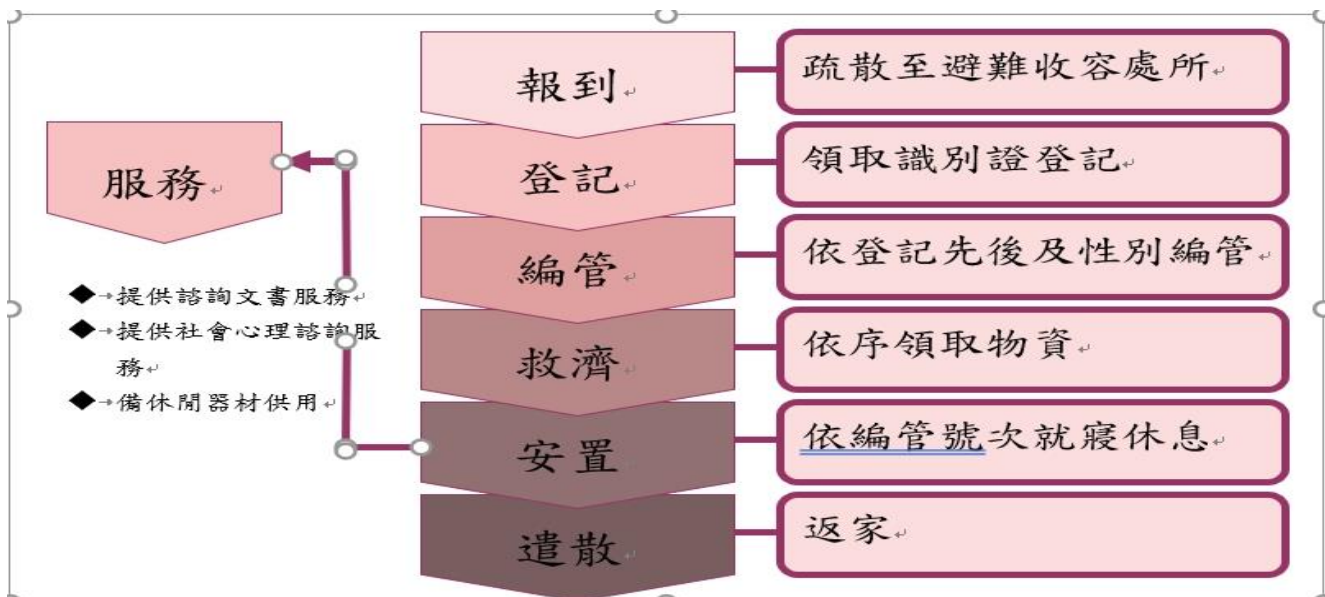 報到
疏散至避難收容處所
登記
領取識別證登記
編管
依登記先後及性別編管
救濟
依序領取物資
安置
依編管號次就寢休息
遣散
返家
服務
提供諮詢文書服務
提供社會心理諮詢服
務
備休閒器材供用